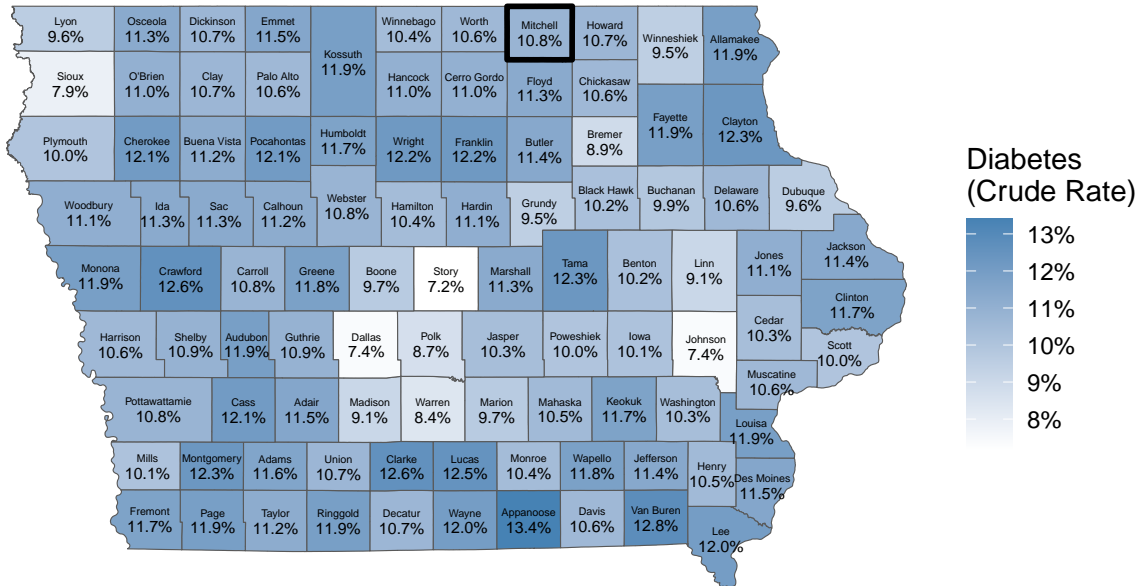 Lyon
9.6%
Osceola
11.3%
Dickinson
10.7%
Emmet
11.5%
Kossuth
11.9%
Winnebago
10.4%
Worth
10.6%
Mitchell
10.8%
Howard
10.7%
Winneshiek
9.5%
Allamakee
11.9%
Sioux
7.9%
O'Brien
11.0%
Clay
10.7%
Palo Alto
10.6%
Hancock
11.0%
Cerro Gordo
11.0%
Floyd
11.3%
Chickasaw
10.6%
Plymouth
10.0%
Cherokee
12.1%
Buena Vista
11.2%
Pocahontas
12.1%
Humboldt
11.7%
Wright
12.2%
Franklin
12.2%
Butler
11.4%
Bremer
8.9%
Fayette
11.9%
Clayton
12.3%
Woodbury
11.1%
Ida
11.3%
Sac
11.3%
Calhoun
11.2%
Webster
10.8%
Hamilton
10.4%
Hardin
11.1%
Grundy
9.5%
Black Hawk
10.2%
Buchanan
9.9%
Delaware
10.6%
Dubuque
9.6%
Monona
11.9%
Crawford
12.6%
Carroll
10.8%
Greene
11.8%
Boone
9.7%
Story
7.2%
Marshall
11.3%
Tama
12.3%
Benton
10.2%
Linn
9.1%
Jones
11.1%
Jackson
11.4%
Clinton
11.7%
Harrison
10.6%
Shelby
10.9%
Audubon
11.9%
Guthrie
10.9%
Dallas
7.4%
Polk
8.7%
Jasper
10.3%
Poweshiek
10.0%
Iowa
10.1%
Johnson
7.4%
Cedar
10.3%
Scott
10.0%
Muscatine
10.6%
Pottawattamie
10.8%
Cass
12.1%
Adair
11.5%
Madison
9.1%
Warren
8.4%
Marion
9.7%
Mahaska
10.5%
Keokuk
11.7%
Washington
10.3%
Louisa
11.9%
Mills
10.1%
Montgomery
12.3%
Adams
11.6%
Union
10.7%
Clarke
12.6%
Lucas
12.5%
Monroe
10.4%
Wapello
11.8%
Jefferson
11.4%
Henry
10.5%
Des Moines
11.5%
Fremont
11.7%
Page
11.9%
Taylor
11.2%
Ringgold
11.9%
Decatur
10.7%
Wayne
12.0%
Appanoose
13.4%
Davis
10.6%
Van Buren
12.8%
Lee
12.0%
Diabetes
(Crude Rate)
13%
12%
11%
10%
9%
8%